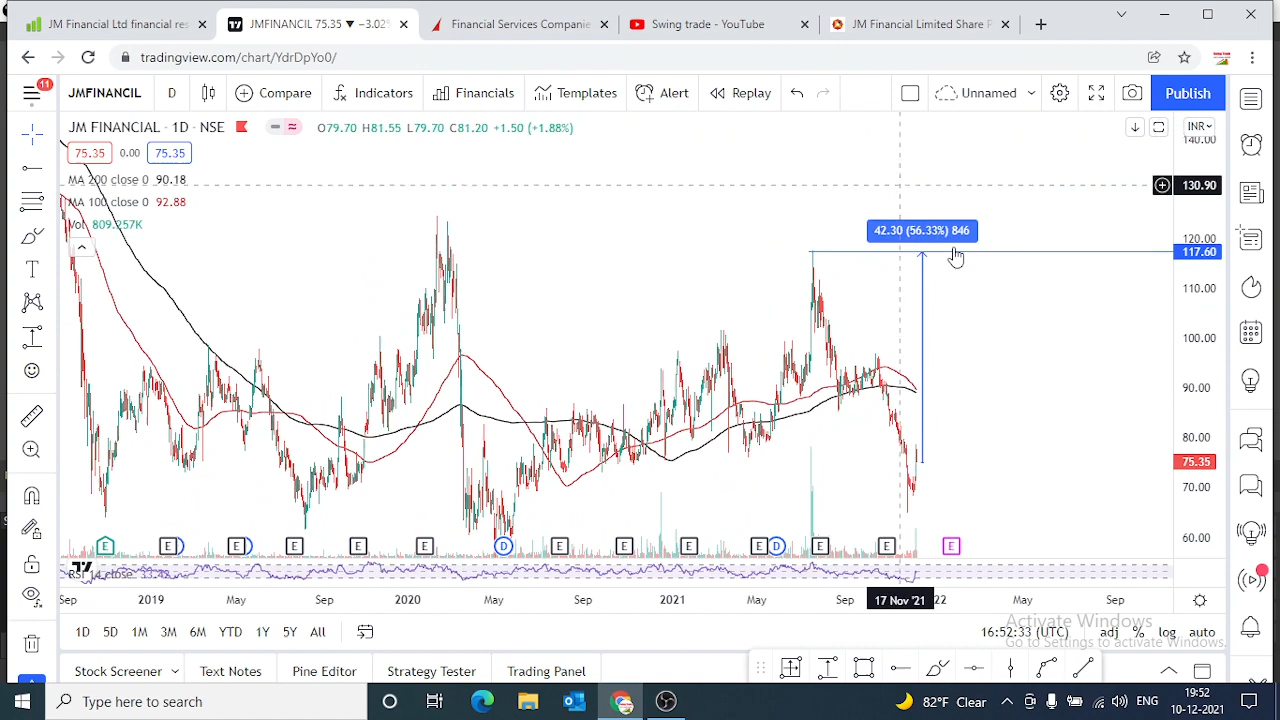 JM Financial Ltd financial res
JMFINANCIL 75.35 ▼ −3.02%
Financial Services Companie
Swing trade - YouTube
JM Financial Limited Share P
tradingview.com/chart/YdrDpYo0/
11
JMFINANCIL
D
Compare
Indicators
Financials
Templates
Alert
Replay
Unnamed
Publish
JM FINANCIAL · 1D · NSE
O79.70 H81.55 L79.70 C81.20 +1.50 (+1.88%)
INR
140.00
75.35 0.00 75.35
MA 200 close 0 90.18
130.90
MA 100 close 0 92.88
Vol 809.257K
42.30 (56.33%) 846
120.00
117.60
110.00
100.00
90.00
80.00
75.35
70.00
60.00
E E D E D E E E D E E E E E D E E E
RSI 14 close 33.42
Sep 2019 May Sep 2020 May Sep 2021 May Sep 17 Nov '21 22 May Sep
1D 5D 1M 3M 6M YTD 1Y 5Y All
16:52:33 (UTC) adj % log auto
Activate Windows
Go to Settings to activate Windows.
Stock Screener
Text Notes
Pine Editor
Strategy Tester
Trading Panel
Type here to search
82°F Clear
ENG
19:52
10-12-2021